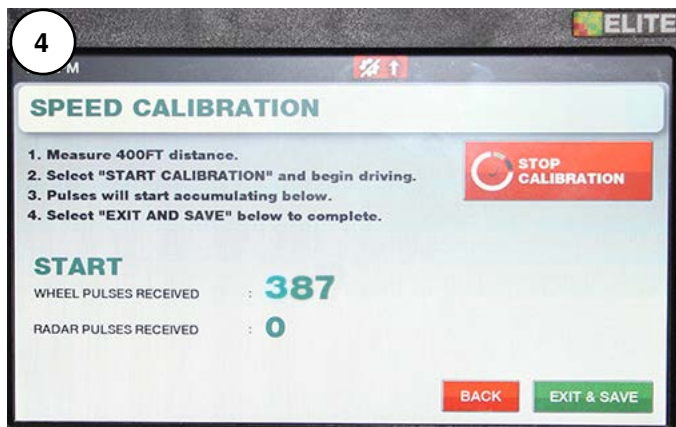 4
ELITE
M
SPEED CALIBRATION
1. Measure 400FT distance.
2. Select "START CALIBRATION" and begin driving.
3. Pulses will start accumulating below.
4. Select "EXIT AND SAVE" below to complete.
STOP
CALIBRATION
START
WHEEL PULSES RECEIVED : 387
RADAR PULSES RECEIVED : 0
BACK EXIT & SAVE